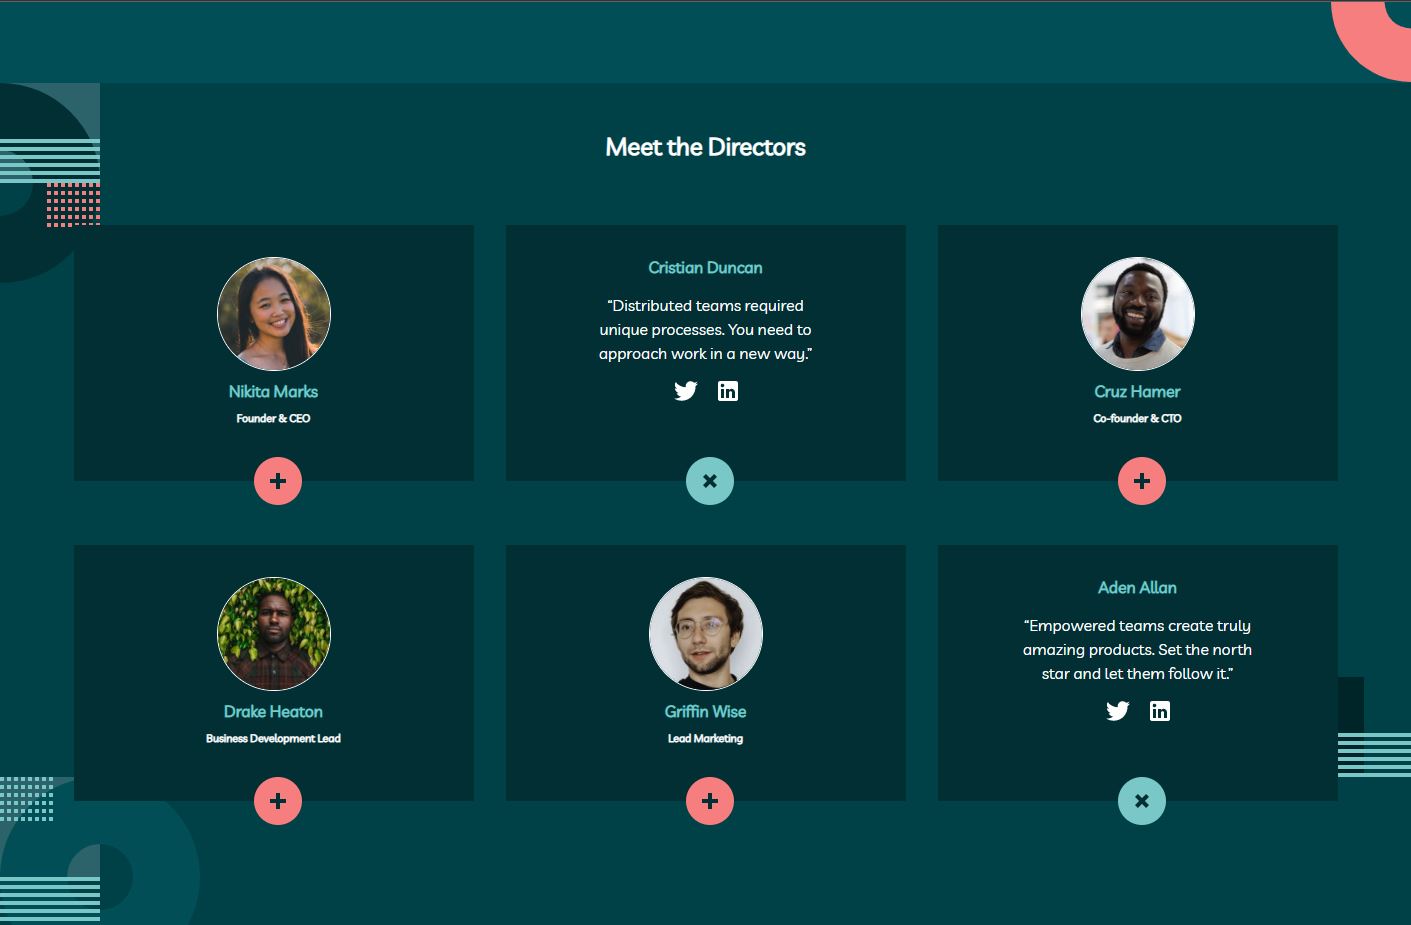 Meet the Directors
Nikita Marks
Founder & CEO
Cristian Duncan
“Distributed teams required
unique processes. You need to
approach work in a new way.”
Cruz Hamer
Co-founder & CTO
Drake Heaton
Business Development Lead
Griffin Wise
Lead Marketing
Aden Allan
“Empowered teams create truly
amazing products. Set the north
star and let them follow it.”